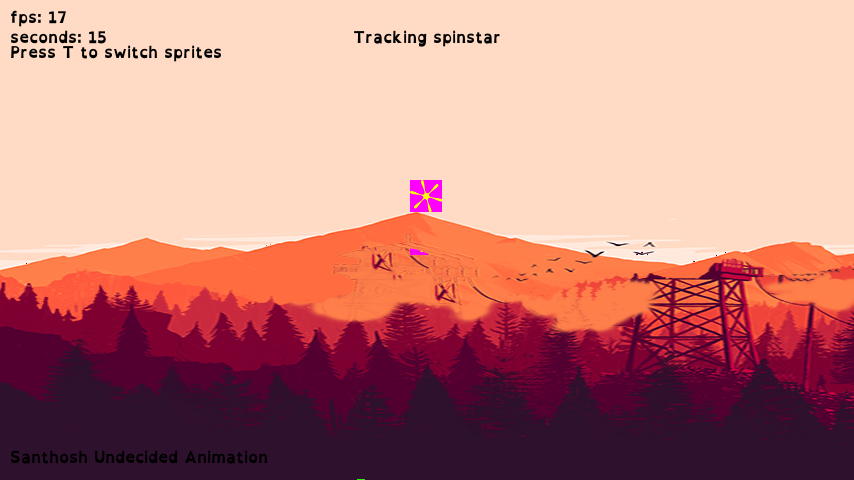 fps: 17
seconds: 15
Tracking spinstar
Press T to switch sprites
Santhosh Undecided Animation